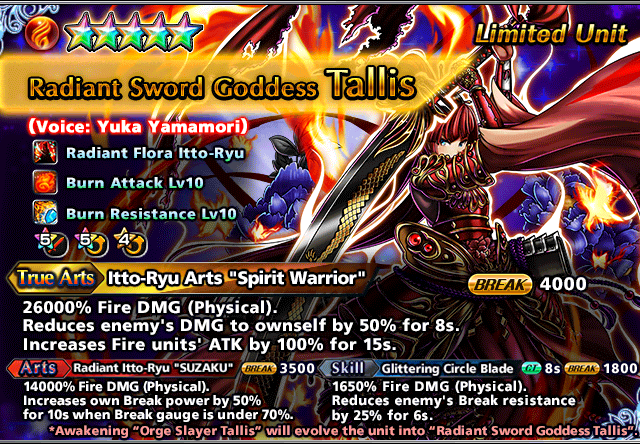 Limited Unit
Radiant Sword Goddess Tallis
(Voice: Yuka Yamamori)
Radiant Flora Itto-Ryu
Burn Attack Lv10
Burn Resistance Lv10
5 5 4
True Arts Itto-Ryu Arts "Spirit Warrior" BREAK 4000
26000% Fire DMG (Physical).
Reduces enemy's DMG to ownself by 50% for 8s.
Increases Fire units' ATK by 100% for 15s.
Arts Radiant Itto-Ryu "SUZAKU" BREAK 3500
14000% Fire DMG (Physical).
Increases own Break power by 50%
for 10s when Break gauge is under 70%.
Skill Glittering Circle Blade CT 8s BREAK 1800
1650% Fire DMG (Physical).
Reduces enemy's Break resistance
by 25% for 6s.
*Awakening "Orge Slayer Tallis" will evolve the unit into "Radiant Sword Goddess Tallis".